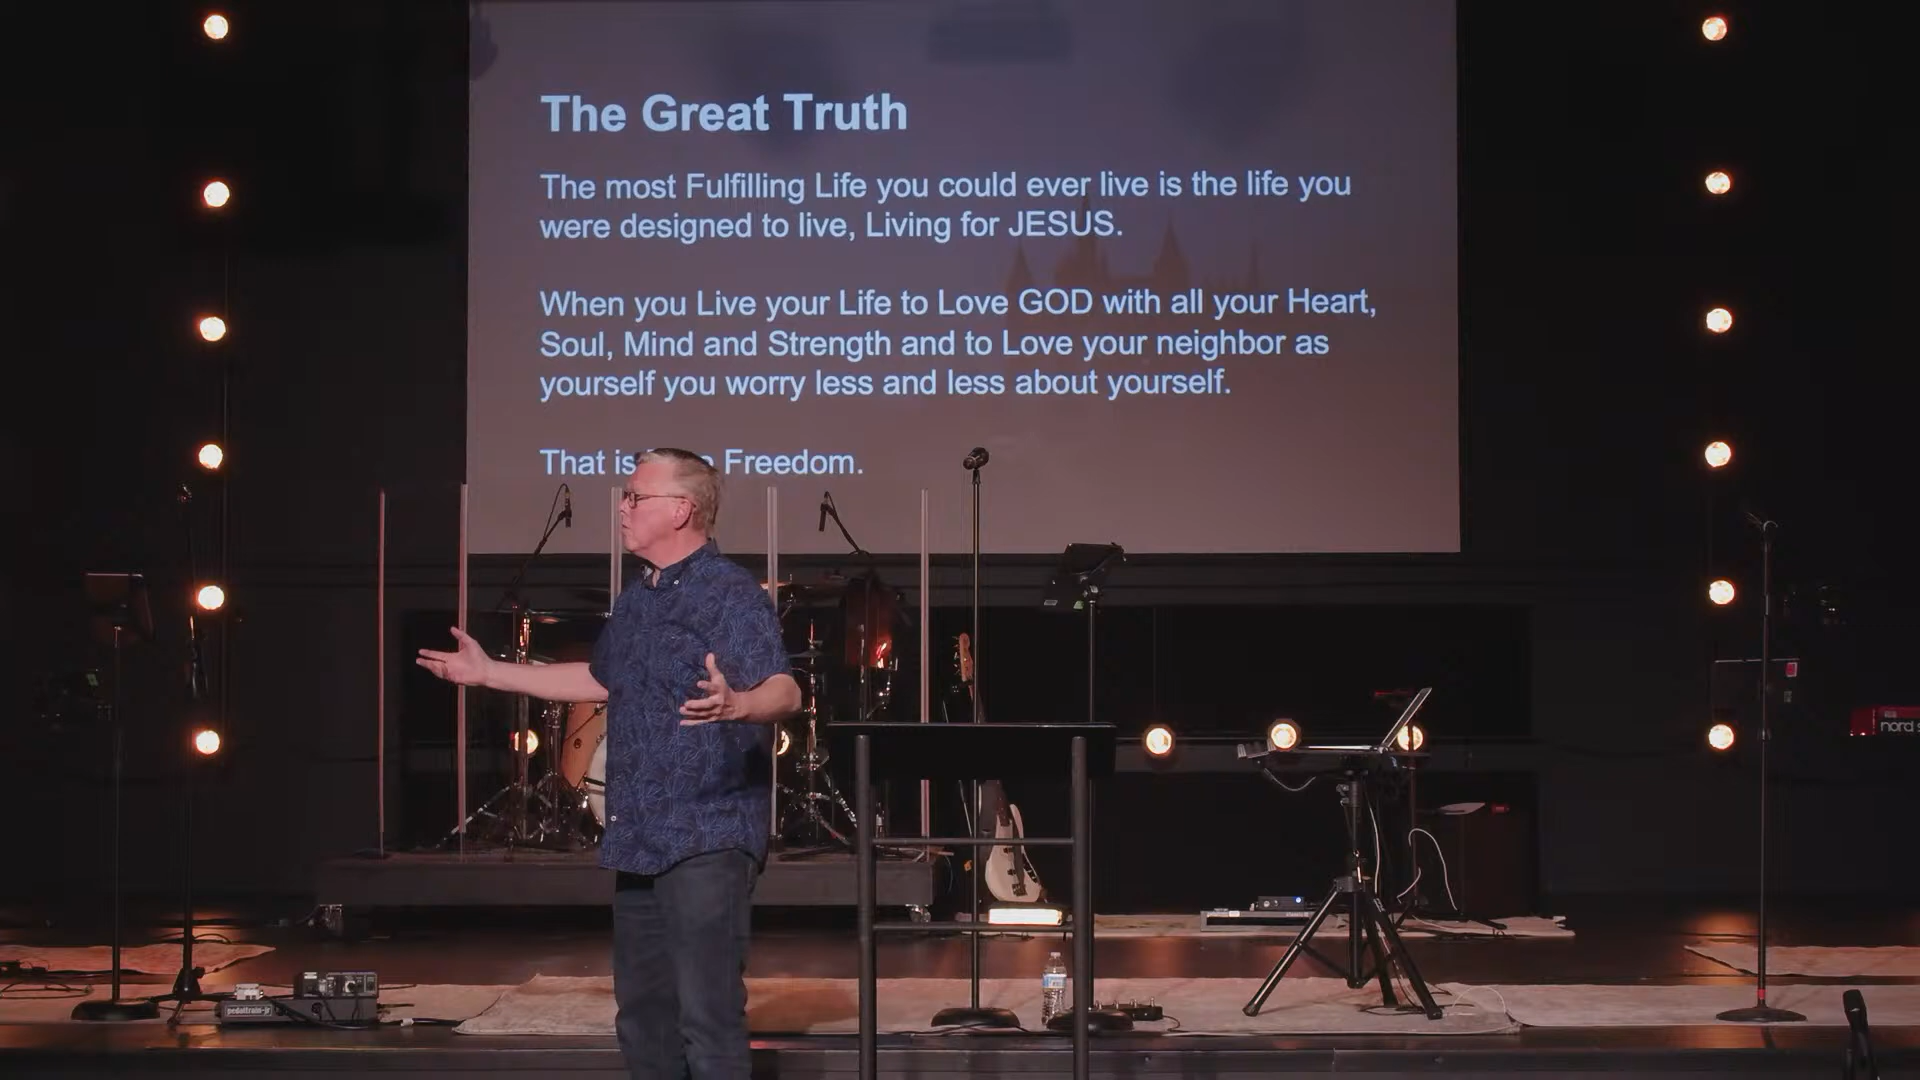 The Great Truth
The most Fulfilling Life you could ever live is the life you
were designed to live, Living for JESUS.
When you Live your Life to Love GOD with all your Heart,
Soul, Mind and Strength and to Love your neighbor as
yourself you worry less and less about yourself.
That is Freedom.
nord
pedaltrain-jr